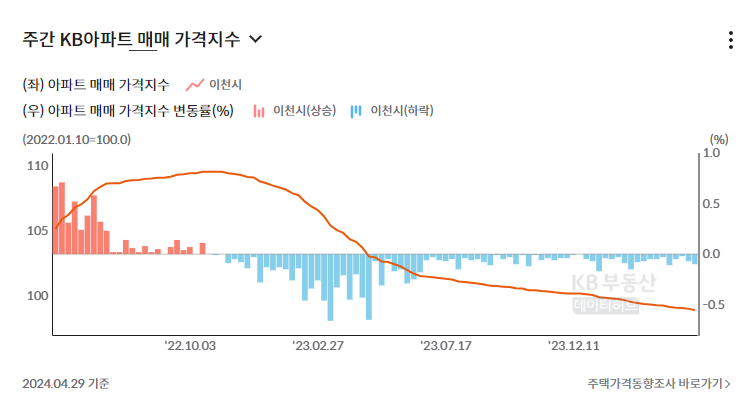 주간 KB아파트 매매 가격지수
(좌) 아파트 매매 가격지수 이천시
(우) 아파트 매매 가격지수 변동률(%) 이천시(상승) 이천시(하락)
(2022.01.10=100.0) (%)
110 1.0
0.5
105
0.0
100
-0.5
KB 부동산
데이터허브
'22.10.03 '23.02.27 '23.07.17 '23.12.11
2024.04.29 기준 주택가격동향조사 바로가기